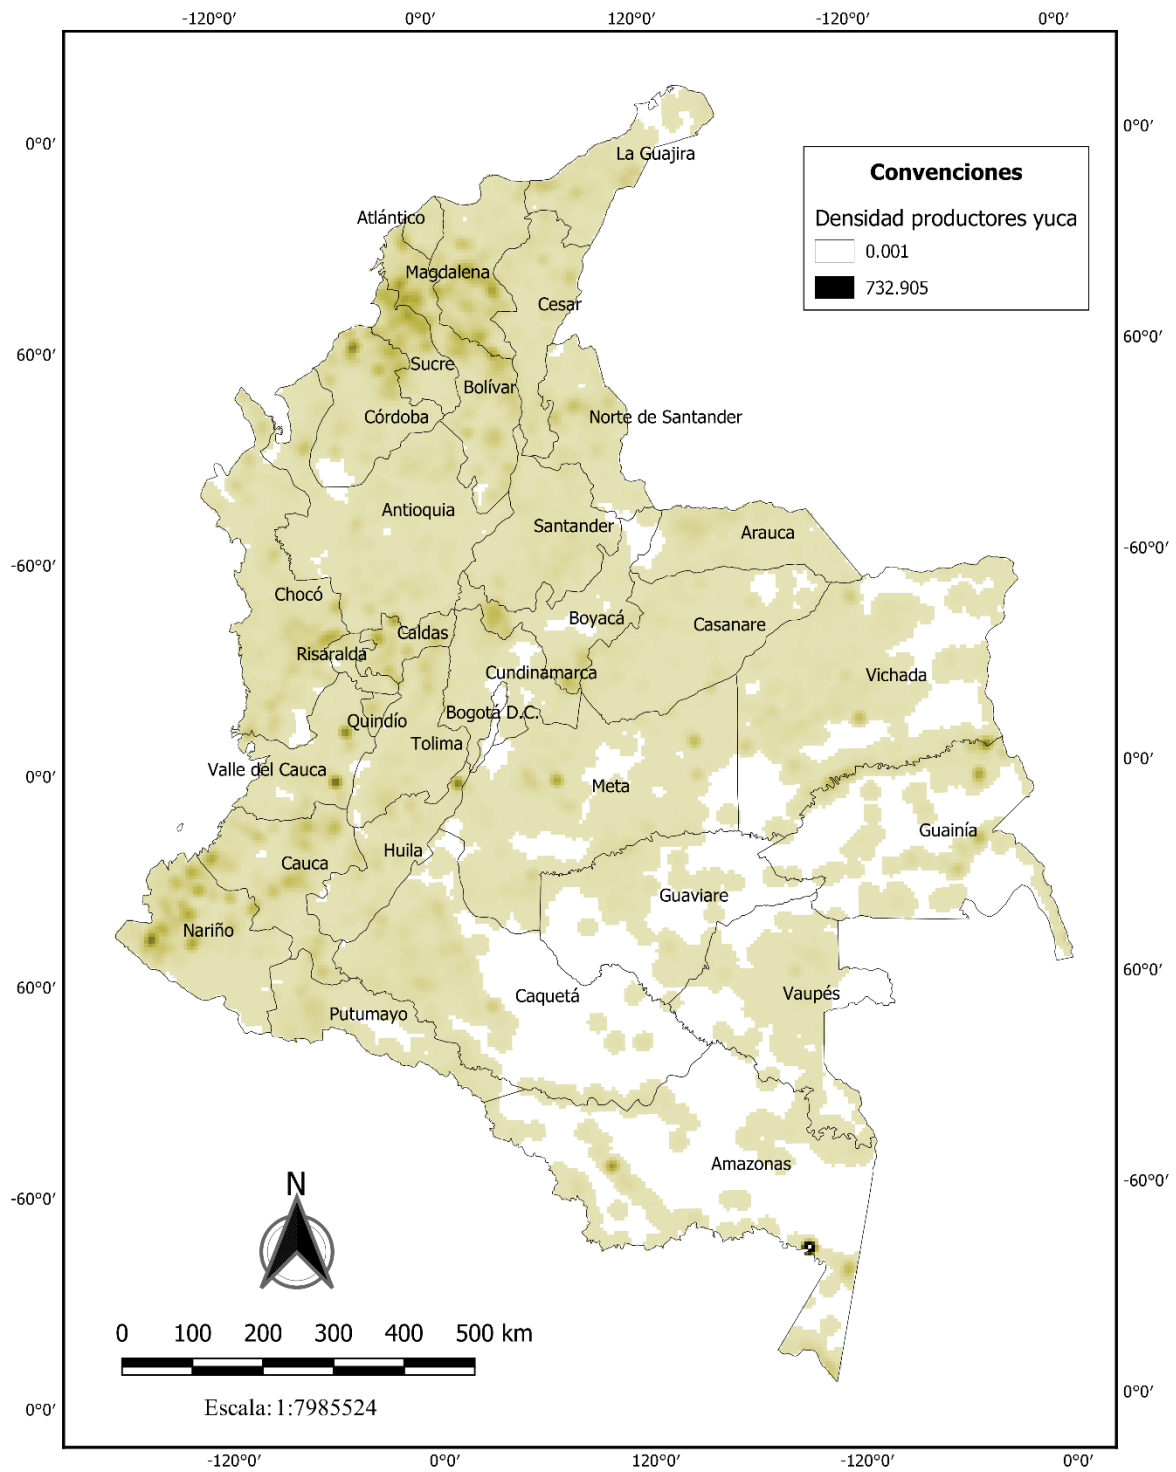 -120°0′ 0°0′ 120°0′ -120°0′ 0°0′
0°0′ 0°0′
La Guajira
Convenciones
Densidad productores yuca
0.001
732.905
Atlántico
Magdalena
Cesar
60°0′ 60°0′
Sucre
Bolívar
Córdoba
Norte de Santander
Antioquia
Santander
Arauca
-60°0′ -60°0′
Chocó
Boyacá
Casanare
Caldas
Risaralda
Cundinamarca
Vichada
Bogotá D.C.
Quindío
Tolima
0°0′ 0°0′
Valle del Cauca
Meta
Guainía
Huila
Cauca
Guaviare
Nariño
60°0′ 60°0′
Vaupés
Caquetá
Putumayo
Amazonas
-60°0′ -60°0′
N
0 100 200 300 400 500 km
Escala: 1:7985524
0°0′ 0°0′
-120°0′ 0°0′ 120°0′ -120°0′ 0°0′